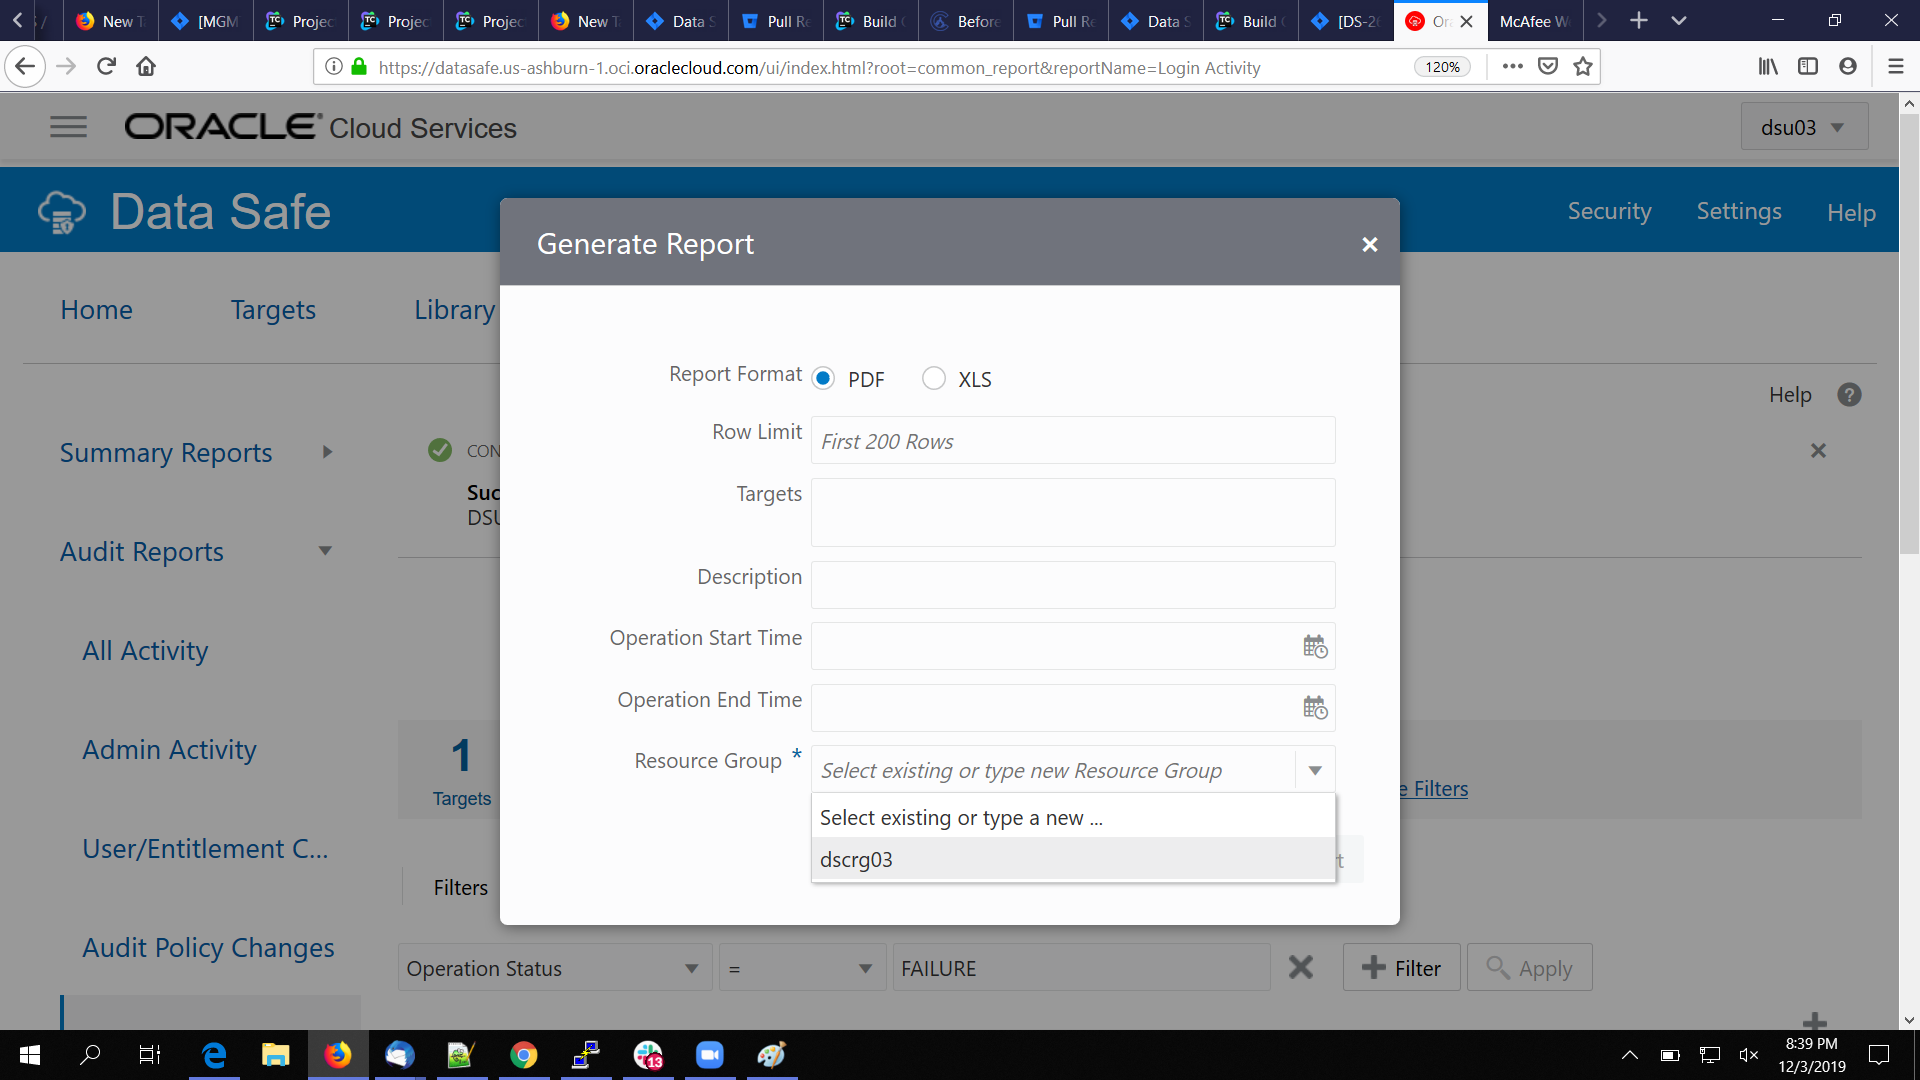 New T
[MGM
Projec
Projec
Projec
New T
Data S
Pull Re
Build C
Before
Pull Re
Data S
Build C
[DS-26
Ora
McAfee W
https://datasafe.us-ashburn-1.oci.oraclecloud.com/ui/index.html?root=common_report&reportName=Login Activity
120%
ORACLE Cloud Services
dsu03
Data Safe
Security
Settings
Help
Generate Report
Home
Targets
Library
Report Format
PDF
XLS
Help
Row Limit
First 200 Rows
Summary Reports
CON
Suc
DSU
Targets
Audit Reports
Description
Operation Start Time
All Activity
Operation End Time
Admin Activity
1
Targets
Resource Group *
Select existing or type new Resource Group
e Filters
Select existing or type a new ...
dscrg03
t
User/Entitlement C...
Filters
Audit Policy Changes
Operation Status
=
FAILURE
Filter
Apply
13
8:39 PM
12/3/2019